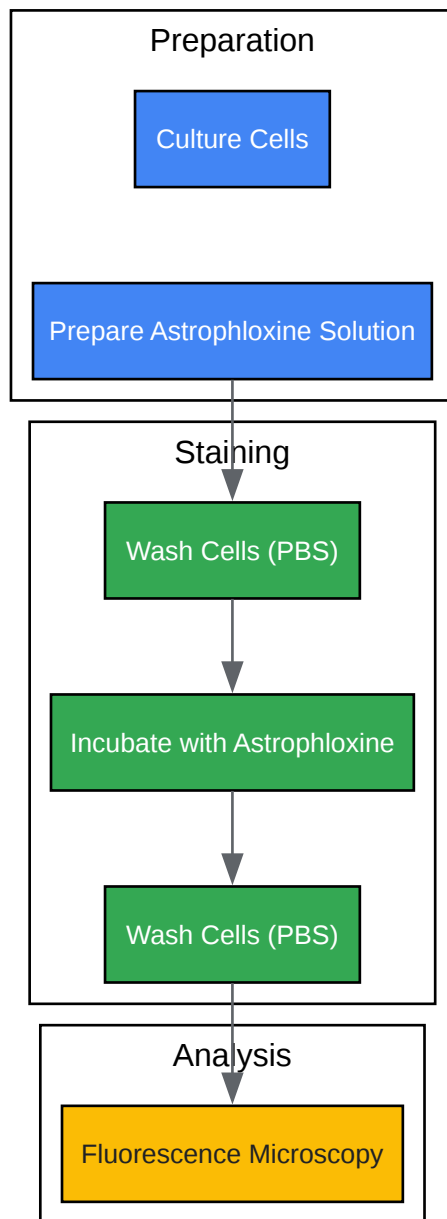 Preparation
Culture Cells
Prepare Astrophloxine Solution
Staining
Wash Cells (PBS)
Incubate with Astrophloxine
Wash Cells (PBS)
Analysis
Fluorescence Microscopy